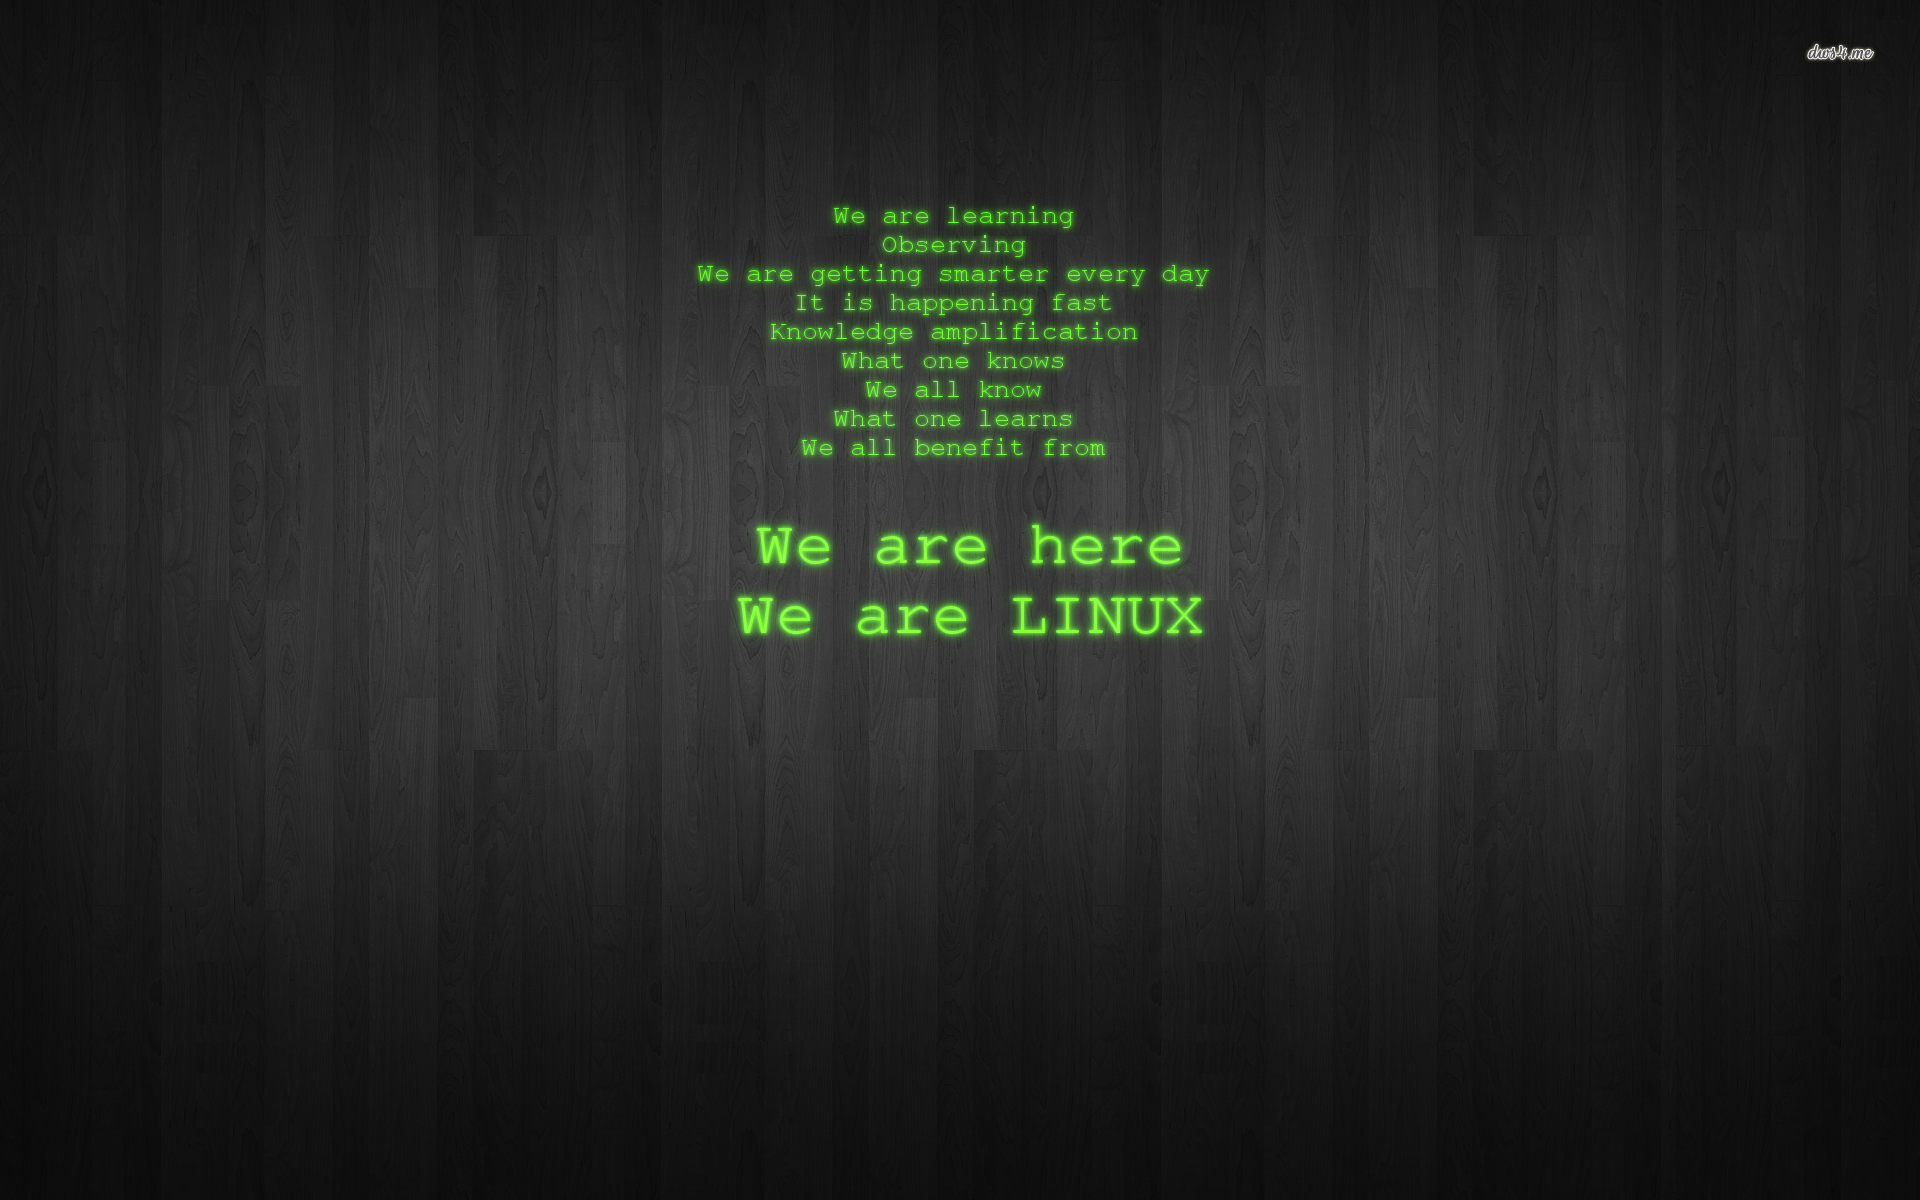 dws4.me
We are learning
Observing
We are getting smarter every day
It is happening fast
Knowledge amplification
What one knows
We all know
What one learns
We all benefit from
We are here
We are LINUX